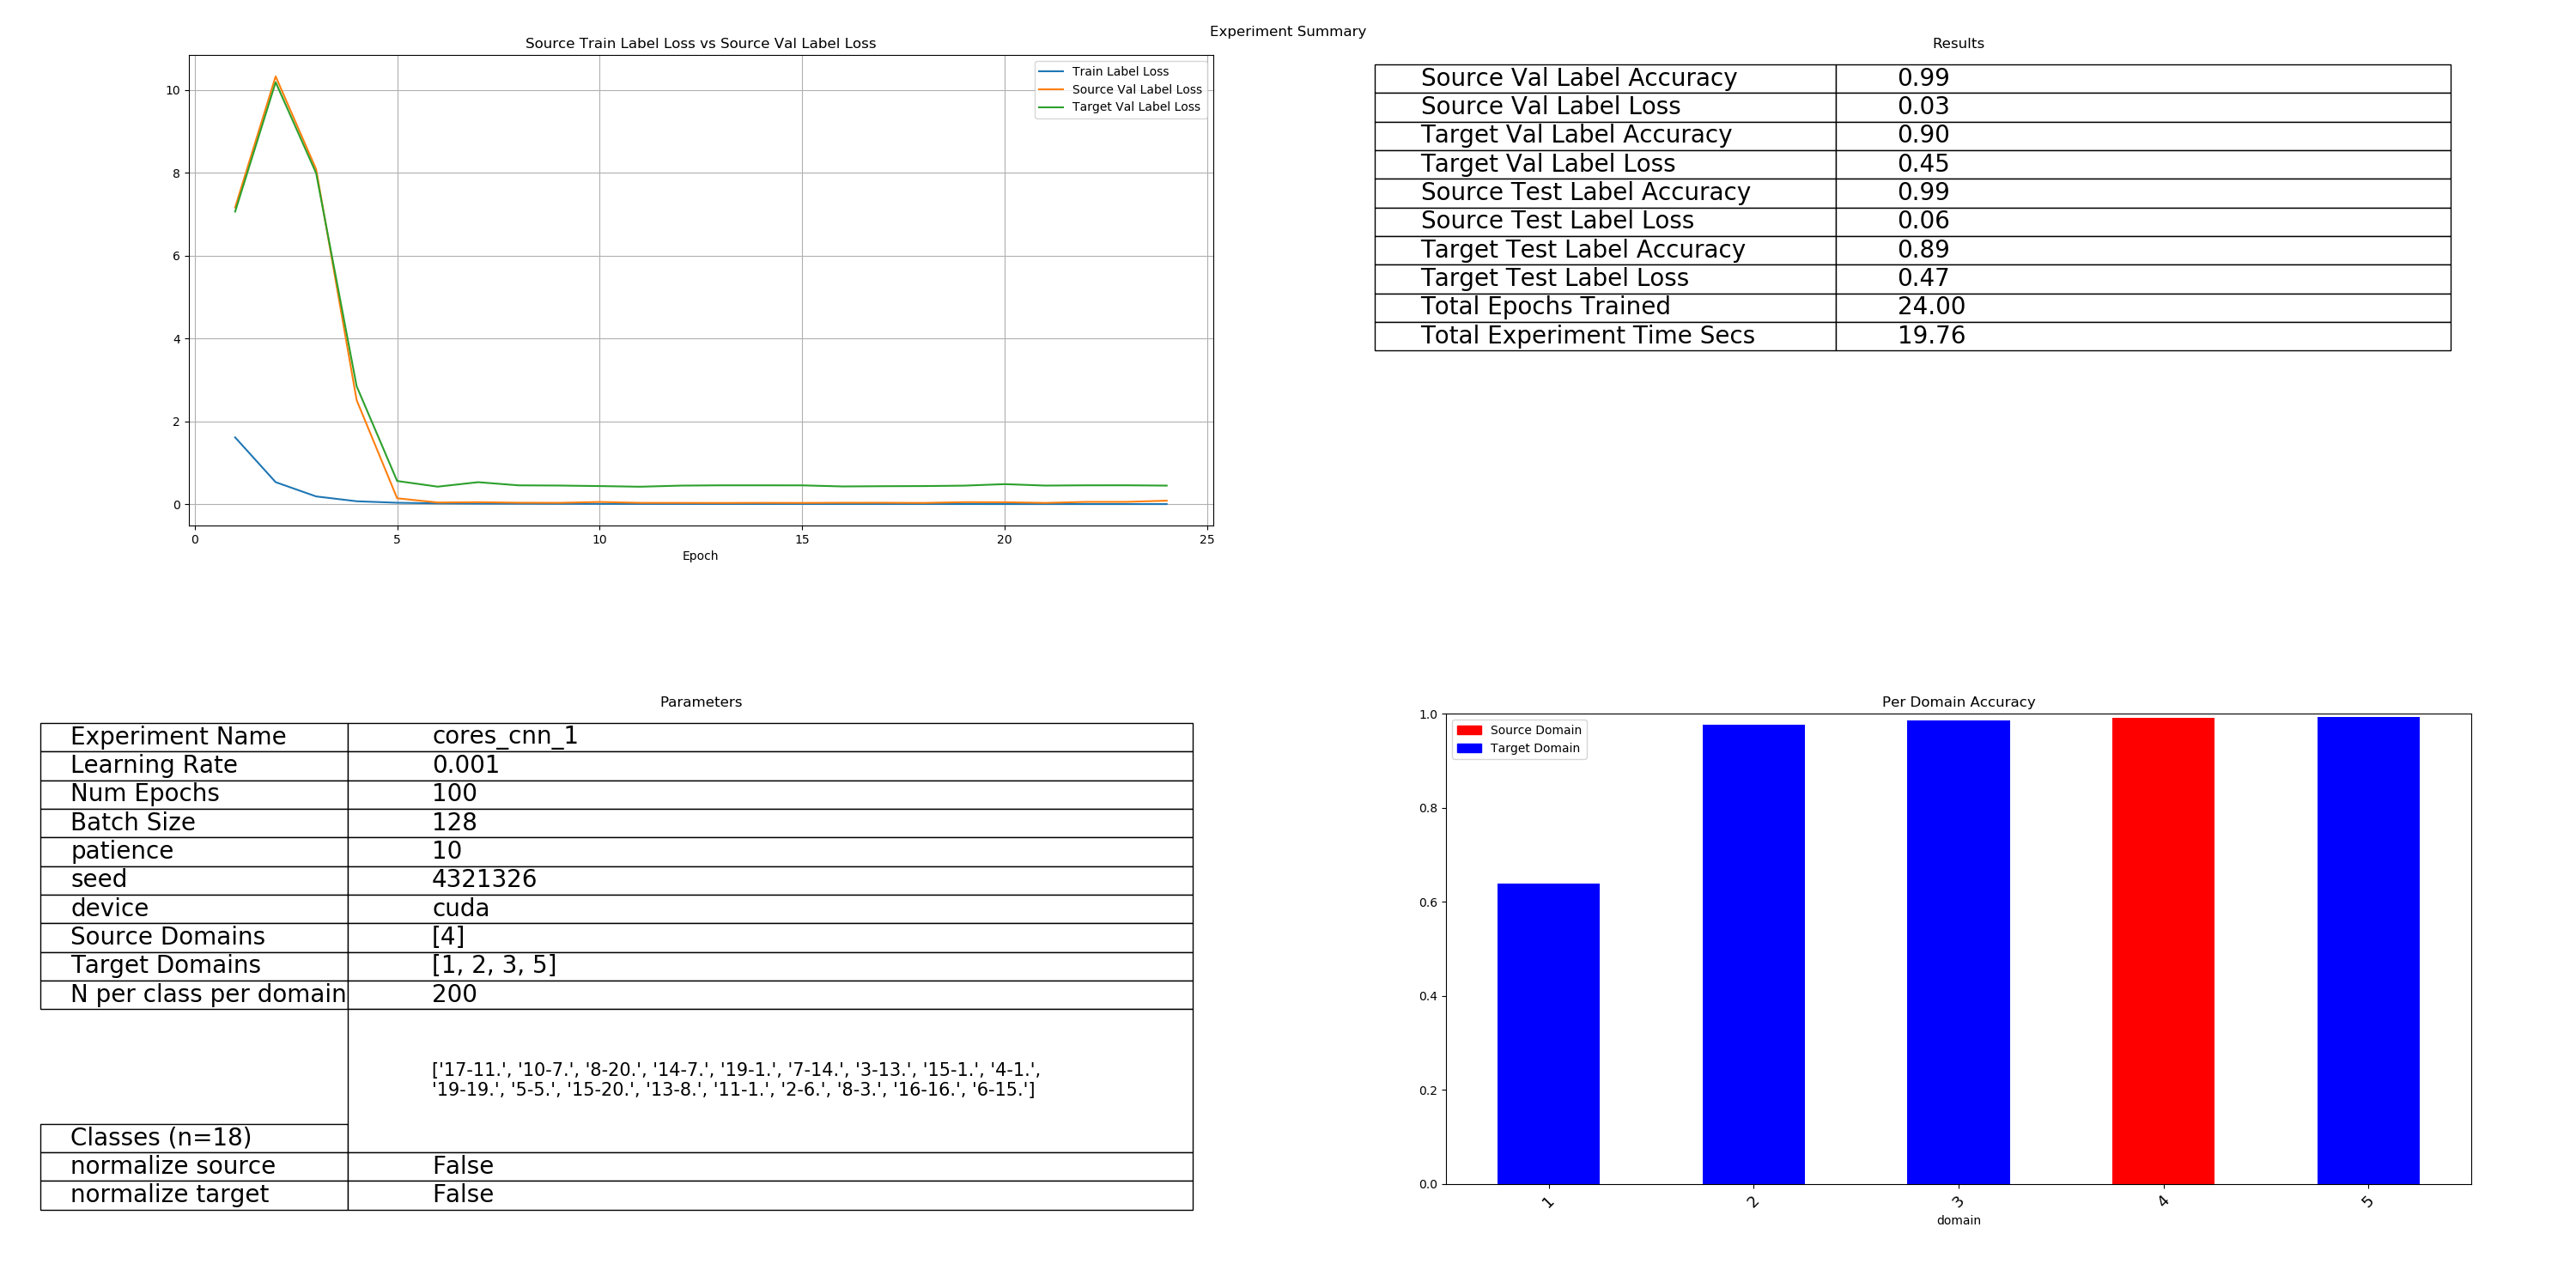 Experiment Summary
Source Train Label Loss vs Source Val Label Loss
Train Label Loss
Source Val Label Loss
Target Val Label Loss
10
8
6
4
2
0
0 5 10 15 20 25
Epoch
Results
Source Val Label Accuracy 0.99
Source Val Label Loss 0.03
Target Val Label Accuracy 0.90
Target Val Label Loss 0.45
Source Test Label Accuracy 0.99
Source Test Label Loss 0.06
Target Test Label Accuracy 0.89
Target Test Label Loss 0.47
Total Epochs Trained 24.00
Total Experiment Time Secs 19.76
Parameters
Experiment Name cores_cnn_1
Learning Rate 0.001
Num Epochs 100
Batch Size 128
patience 10
seed 4321326
device cuda
Source Domains [4]
Target Domains [1, 2, 3, 5]
N per class per domain 200
['17-11.', '10-7.', '8-20.', '14-7.', '19-1.', '7-14.', '3-13.', '15-1.', '4-1.',
'19-19.', '5-5.', '15-20.', '13-8.', '11-1.', '2-6.', '8-3.', '16-16.', '6-15.']
Classes (n=18)
normalize source False
normalize target False
Per Domain Accuracy
Source Domain
Target Domain
1.0
0.8
0.6
0.4
0.2
0.0
1 2 3 4 5
domain